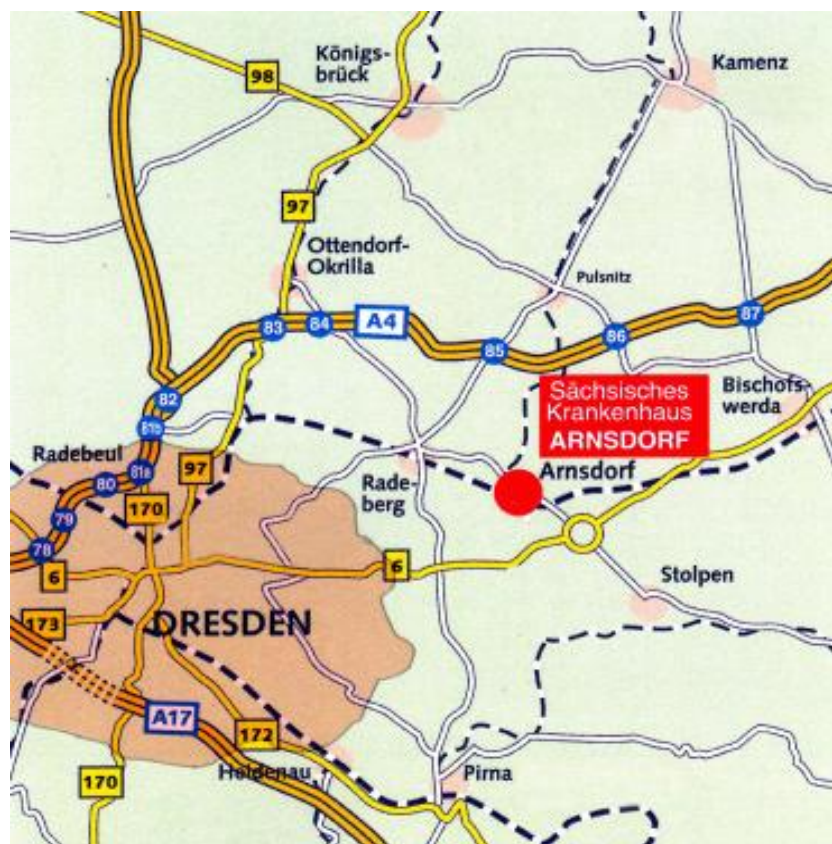 Königs-
brück
98
Kamenz
97
Ottendorf-
Okrilla
Pulsnitz
83
84
A4
85
86
87
82
Sächsisches
Krankenhaus
ARNSDORF
Bischofs-
werda
81b
Radebeul
81a
80
97
170
Rade-
berg
Arnsdorf
79
78
6
6
Stolpen
173
DRESDEN
A17
172
170
Heidenau
Pirna